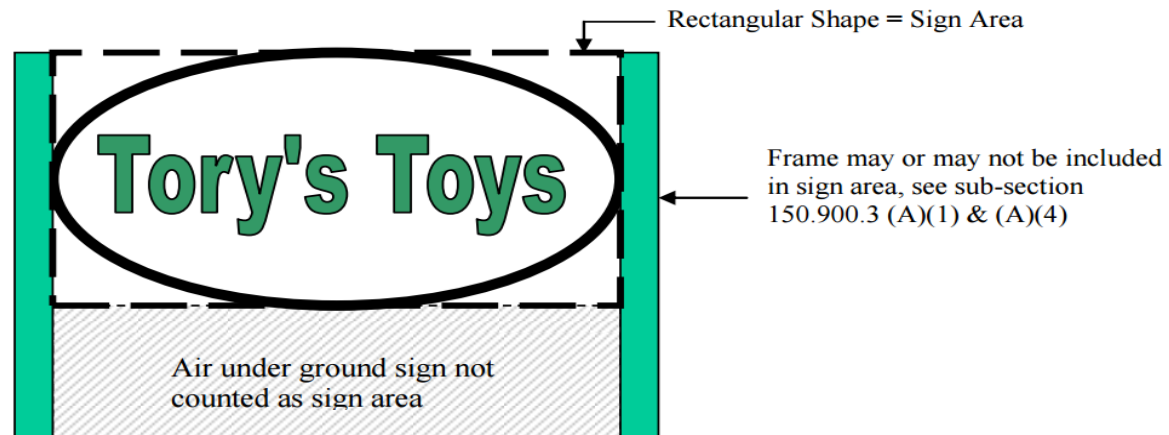 Rectangular Shape = Sign Area
Tory's Toys
Frame may or may not be included
in sign area, see sub-section
150.900.3 (A)(1) & (A)(4)
Air under ground sign not
counted as sign area